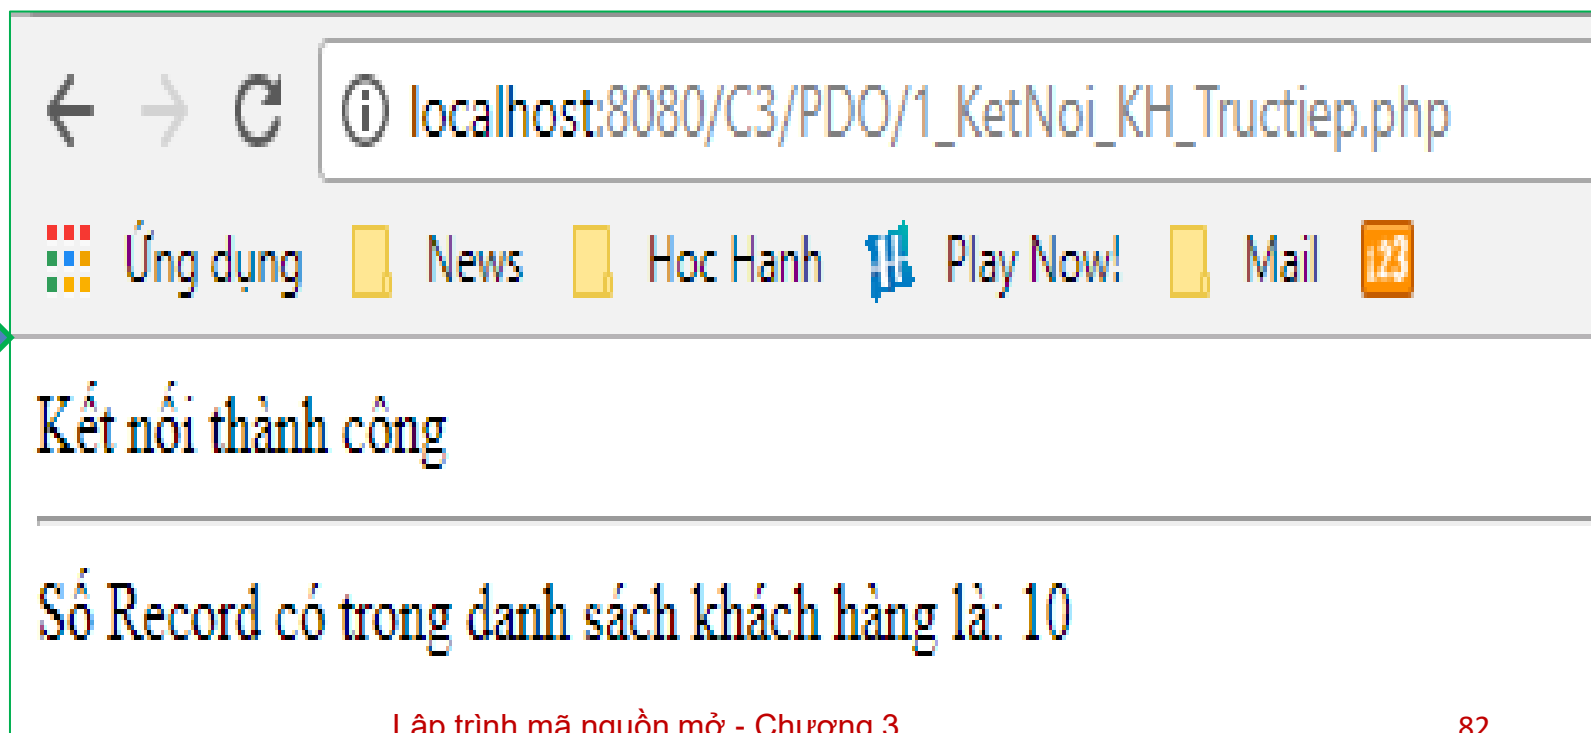 localhost:8080/C3/PDO/1_KetNoi_KH_Tructiep.php
Ứng dụng News Hoc Hanh Play Now! Mail 123
Kết nối thành công
Số Record có trong danh sách khách hàng là: 10
Lập trình mã nguồn mở - Chương 3 82